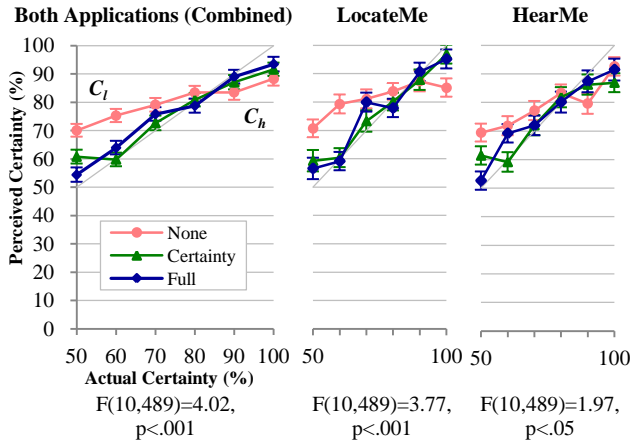 Both Applications (Combined)
LocateMe
HearMe
Perceived Certainty (%)
100
90
80
70
60
50
40
30
20
10
0
C_l
C_h
None
Certainty
Full
50 60 70 80 90 100
50 100
50 100
Actual Certainty (%)
F(10,489)=4.02,
p<.001
F(10,489)=3.77,
p<.001
F(10,489)=1.97,
p<.05